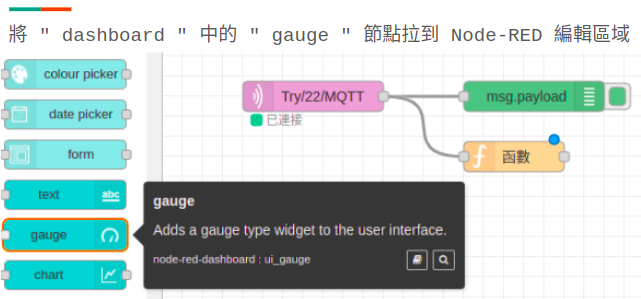 將 " dashboard " 中的 " gauge " 節點拉到 Node-RED 編輯區域
colour picker
date picker
form
text
abc
gauge
chart
Try/22/MQTT
已連接
msg.payload
函數
gauge
Adds a gauge type widget to the user interface.
node-red-dashboard : ui_gauge